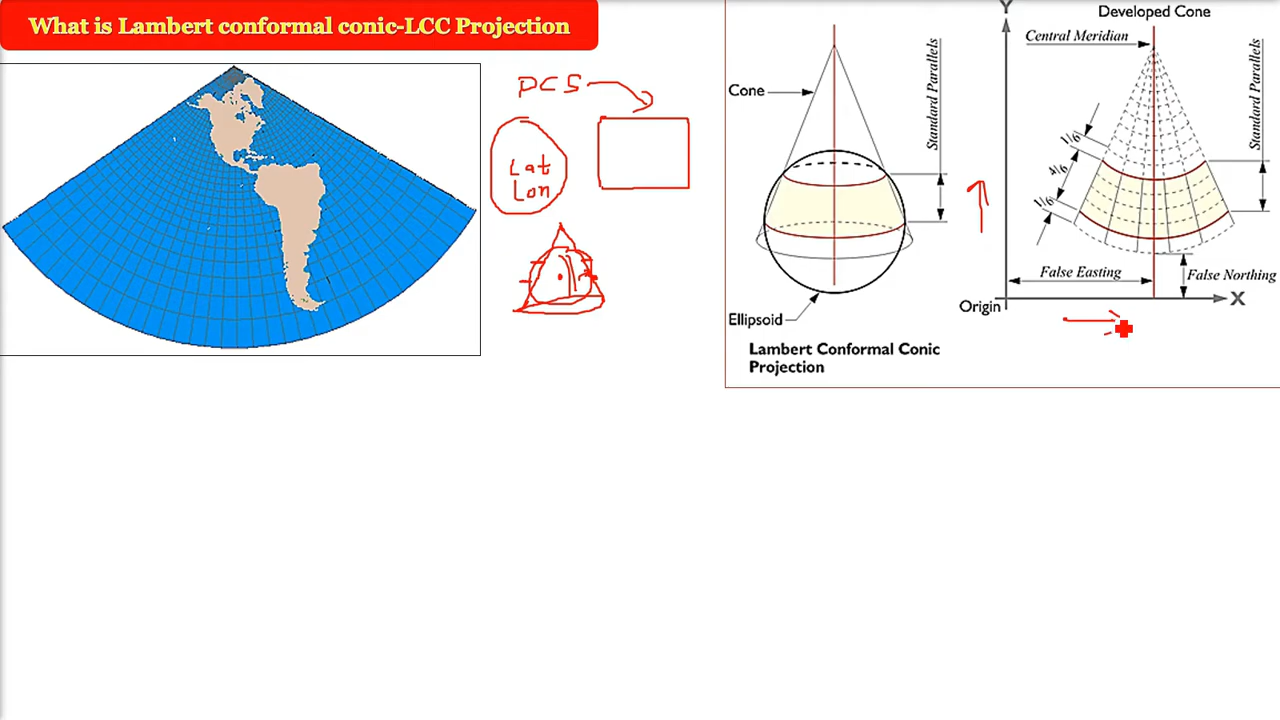 What is Lambert conformal conic-LCC Projection
PCS
Lat
Lon
Cone
Standard Parallels
Ellipsoid
Lambert Conformal Conic
Projection
Y
Developed Cone
Central Meridian
Standard Parallels
1/6
4/6
1/6
False Easting
False Northing
Origin
X